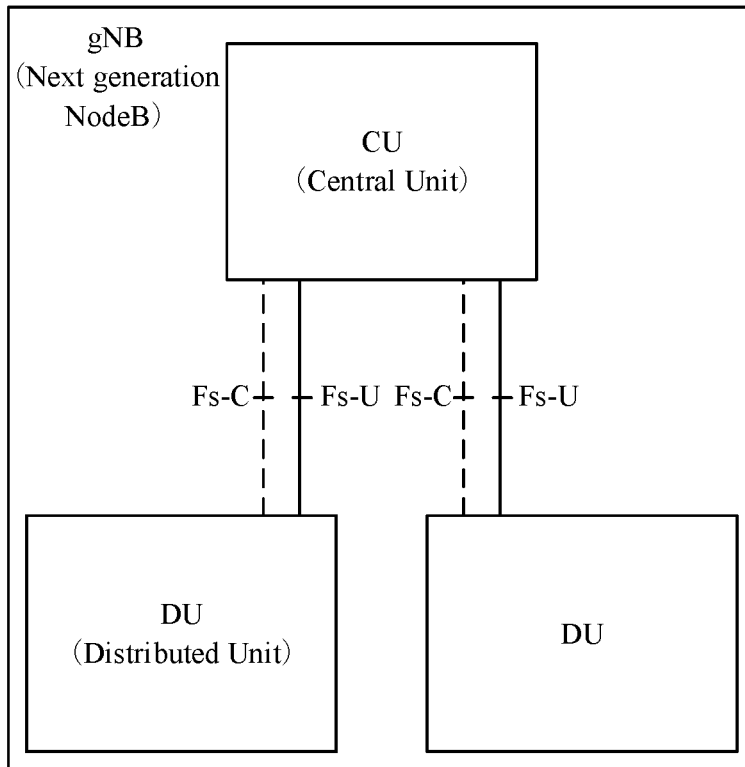 gNB
（Next generation
NodeB）
CU
（Central Unit）
Fs-C Fs-U Fs-C Fs-U
DU
（Distributed Unit）
DU